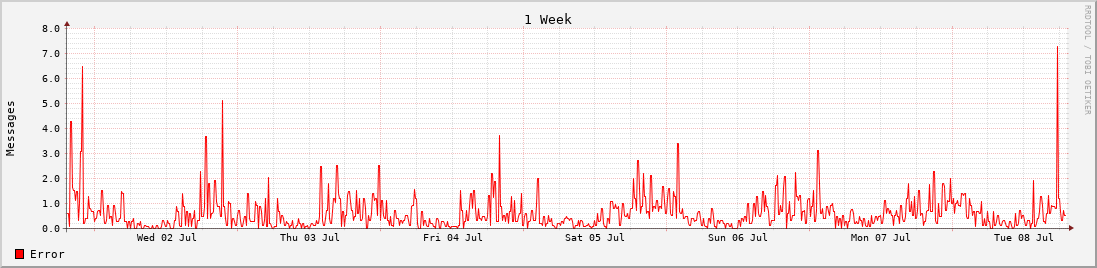 1 Week
RRDTOOL / TOBI OETIKER
Messages
8.0
7.0
6.0
5.0
4.0
3.0
2.0
1.0
0.0
Wed 02 Jul Thu 03 Jul Fri 04 Jul Sat 05 Jul Sun 06 Jul Mon 07 Jul Tue 08 Jul
Error